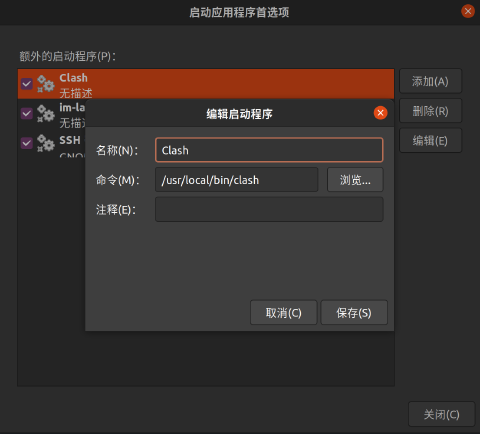 启动应用程序首选项
额外的启动程序(P):
Clash
无描述
添加(A)
im-la
无描述
删除(R)
SSH
GNO
编辑(E)
编辑启动程序
名称(N):
Clash
命令(M):
/usr/local/bin/clash
浏览...
注释(E):
取消(C)
保存(S)
关闭(C)